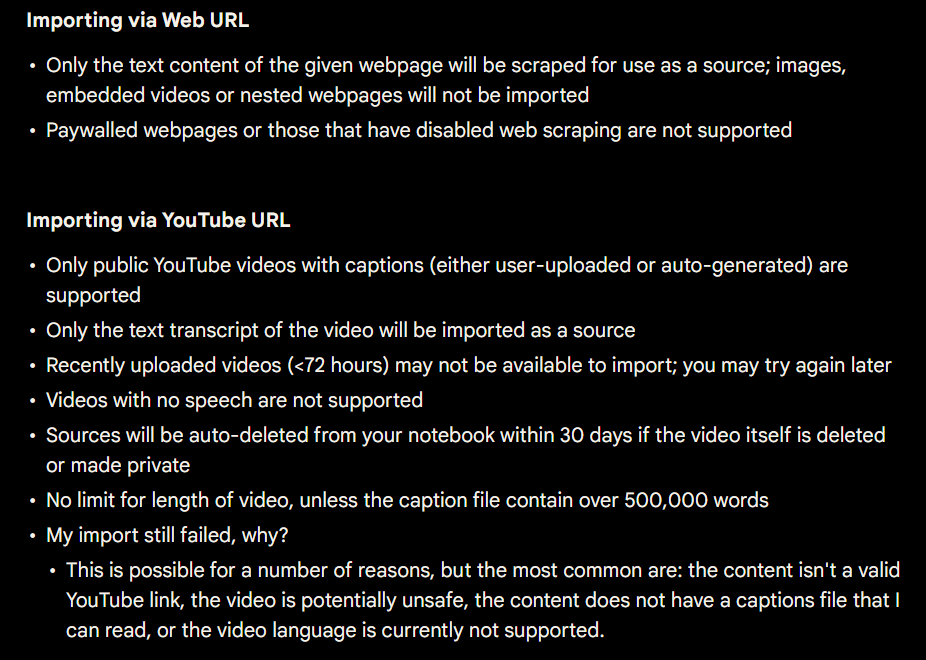 Importing via Web URL
• Only the text content of the given webpage will be scraped for use as a source; images,
embedded videos or nested webpages will not be imported
• Paywalled webpages or those that have disabled web scraping are not supported
Importing via YouTube URL
• Only public YouTube videos with captions (either user-uploaded or auto-generated) are
supported
• Only the text transcript of the video will be imported as a source
• Recently uploaded videos (<72 hours) may not be available to import; you may try again later
• Videos with no speech are not supported
• Sources will be auto-deleted from your notebook within 30 days if the video itself is deleted
or made private
• No limit for length of video, unless the caption file contain over 500,000 words
• My import still failed, why?
• This is possible for a number of reasons, but the most common are: the content isn't a valid
YouTube link, the video is potentially unsafe, the content does not have a captions file that I
can read, or the video language is currently not supported.